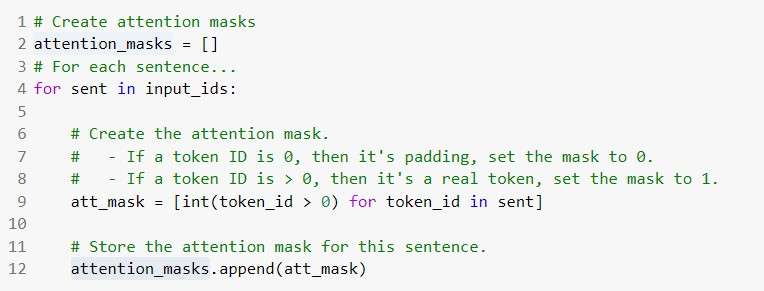 1 # Create attention masks
2 attention_masks = []
3 # For each sentence...
4 for sent in input_ids:
5
6     # Create the attention mask.
7     #   - If a token ID is 0, then it's padding, set the mask to 0.
8     #   - If a token ID is > 0, then it's a real token, set the mask to 1.
9     att_mask = [int(token_id > 0) for token_id in sent]
10
11     # Store the attention mask for this sentence.
12     attention_masks.append(att_mask)